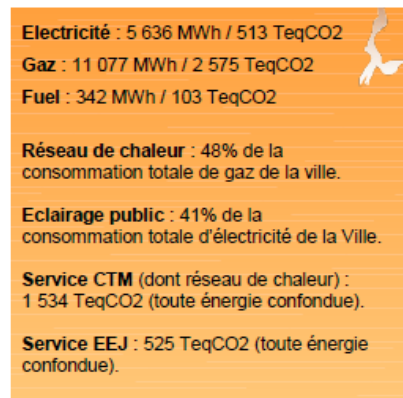 Electricité : 5 636 MWh / 513 TeqCO2
Gaz : 11 077 MWh / 2 575 TeqCO2
Fuel : 342 MWh / 103 TeqCO2
Réseau de chaleur : 48% de la
consommation totale de gaz de la ville.
Eclairage public : 41% de la
consommation totale d'électricité de la Ville.
Service CTM (dont réseau de chaleur) :
1 534 TeqCO2 (toute énergie confondue).
Service EEJ : 525 TeqCO2 (toute énergie
confondue).